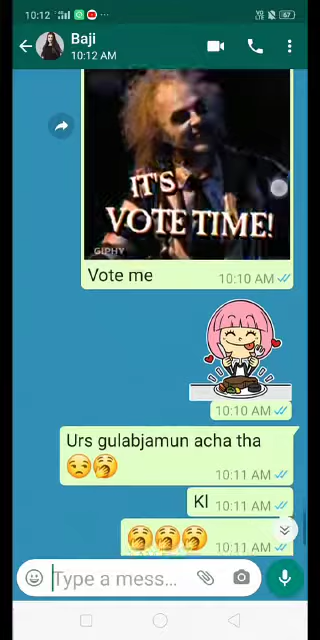 10:12
67
Baji
10:12 AM
IT'S
VOTE TIME!
GIPHY
Vote me
10:10 AM
10:10 AM
Urs gulabjamun acha tha
😒🥱
10:11 AM
Kl
10:11 AM
🥱🥱🥱
10:11 AM
Type a mess...